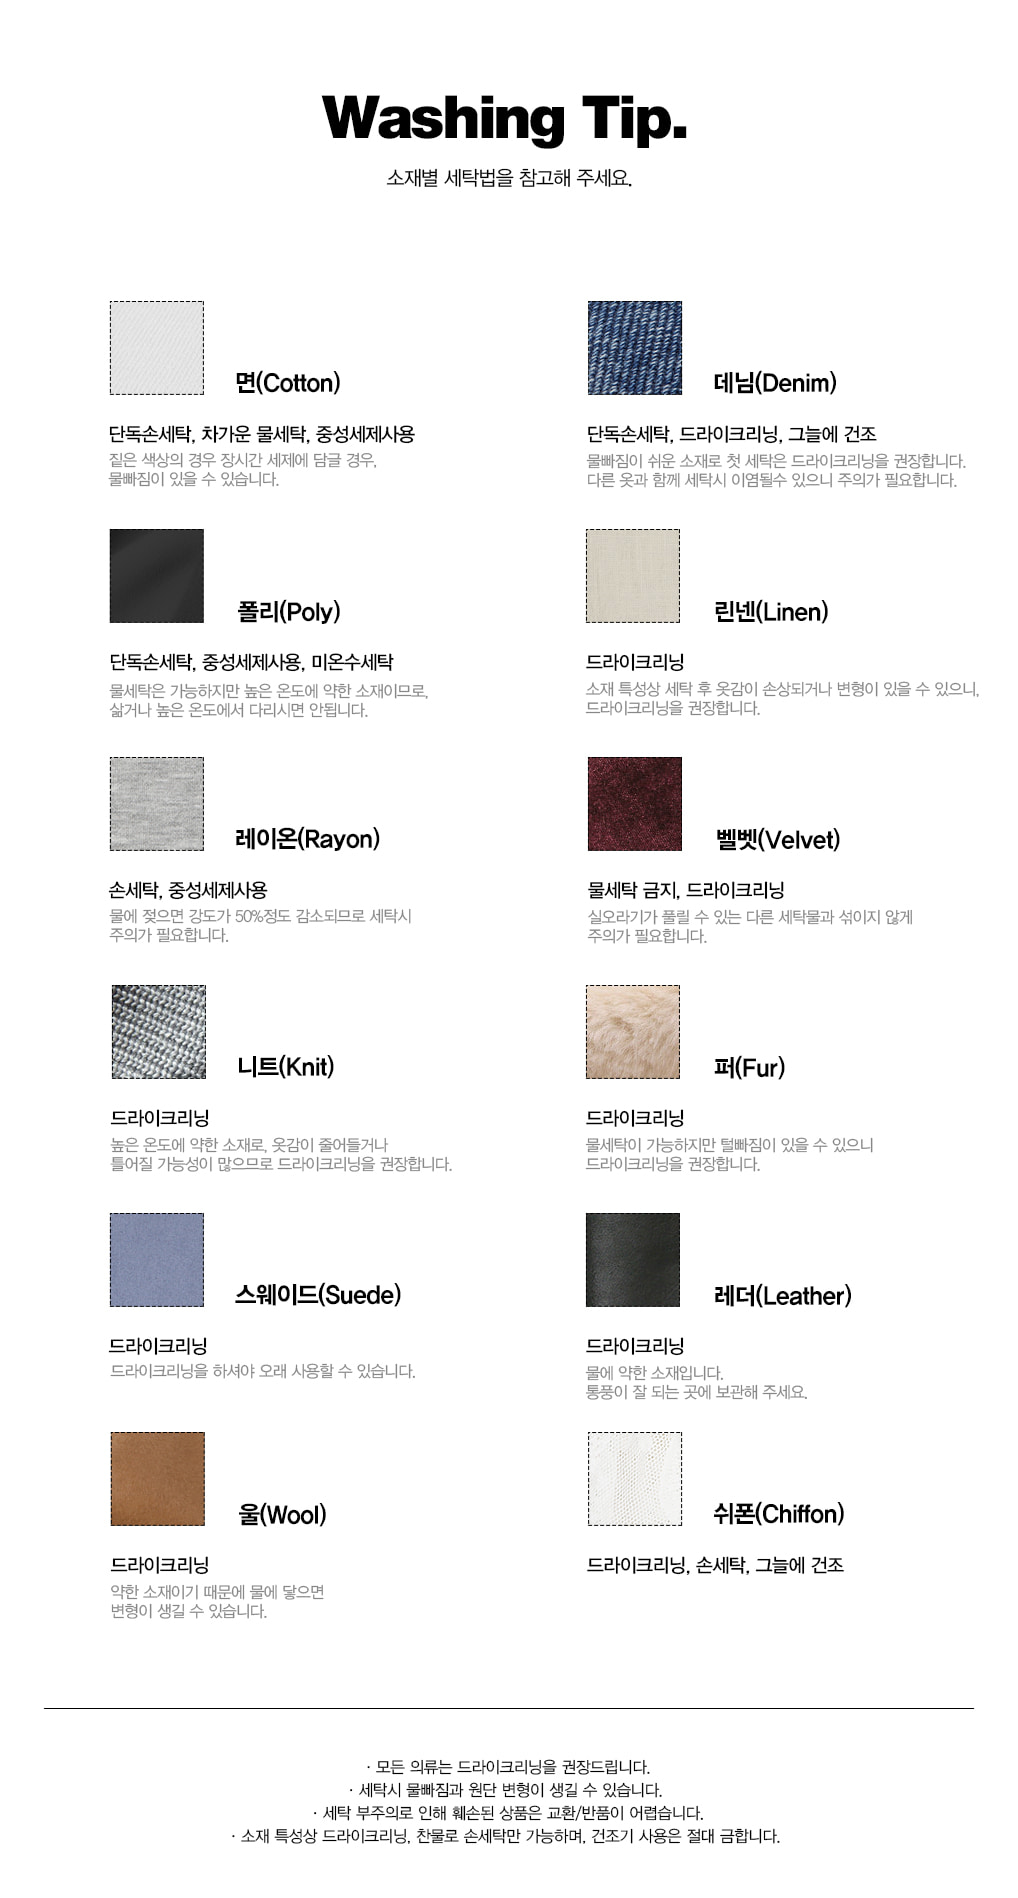 Washing Tip.
소재별 세탁법을 참고해 주세요.
면(Cotton)
단독손세탁, 차가운 물세탁, 중성세제사용
짙은 색상의 경우 장시간 세제에 담글 경우,
물빠짐이 있을 수 있습니다.
데님(Denim)
단독손세탁, 드라이크리닝, 그늘에 건조
물빠짐이 쉬운 소재로 첫 세탁은 드라이크리닝을 권장합니다.
다른 옷과 함께 세탁시 이염될수 있으니 주의가 필요합니다.
폴리(Poly)
단독손세탁, 중성세제사용, 미온수세탁
물세탁은 가능하지만 높은 온도에 약한 소재이므로,
삶거나 높은 온도에서 다리시면 안됩니다.
린넨(Linen)
드라이크리닝
소재 특성상 세탁 후 옷감이 손상되거나 변형이 있을 수 있으니,
드라이크리닝을 권장합니다.
레이온(Rayon)
손세탁, 중성세제사용
물에 젖으면 강도가 50%정도 감소되므로 세탁시
주의가 필요합니다.
벨벳(Velvet)
물세탁 금지, 드라이크리닝
실오라기가 풀릴 수 있는 다른 세탁물과 섞이지 않게
주의가 필요합니다.
니트(Knit)
드라이크리닝
높은 온도에 약한 소재로, 옷감이 줄어들거나
틀어질 가능성이 많으므로 드라이크리닝을 권장합니다.
퍼(Fur)
드라이크리닝
물세탁이 가능하지만 털빠짐이 있을 수 있으니
드라이크리닝을 권장합니다.
스웨이드(Suede)
드라이크리닝
드라이크리닝을 하셔야 오래 사용할 수 있습니다.
레더(Leather)
드라이크리닝
물에 약한 소재입니다.
통풍이 잘 되는 곳에 보관해 주세요.
울(Wool)
드라이크리닝
약한 소재이기 때문에 물에 닿으면
변형이 생길 수 있습니다.
쉬폰(Chiffon)
드라이크리닝, 손세탁, 그늘에 건조
· 모든 의류는 드라이크리닝을 권장드립니다.
· 세탁시 물빠짐과 원단 변형이 생길 수 있습니다.
· 세탁 부주의로 인해 훼손된 상품은 교환/반품이 어렵습니다.
· 소재 특성상 드라이크리닝, 찬물로 손세탁만 가능하며, 건조기 사용은 절대 금합니다.